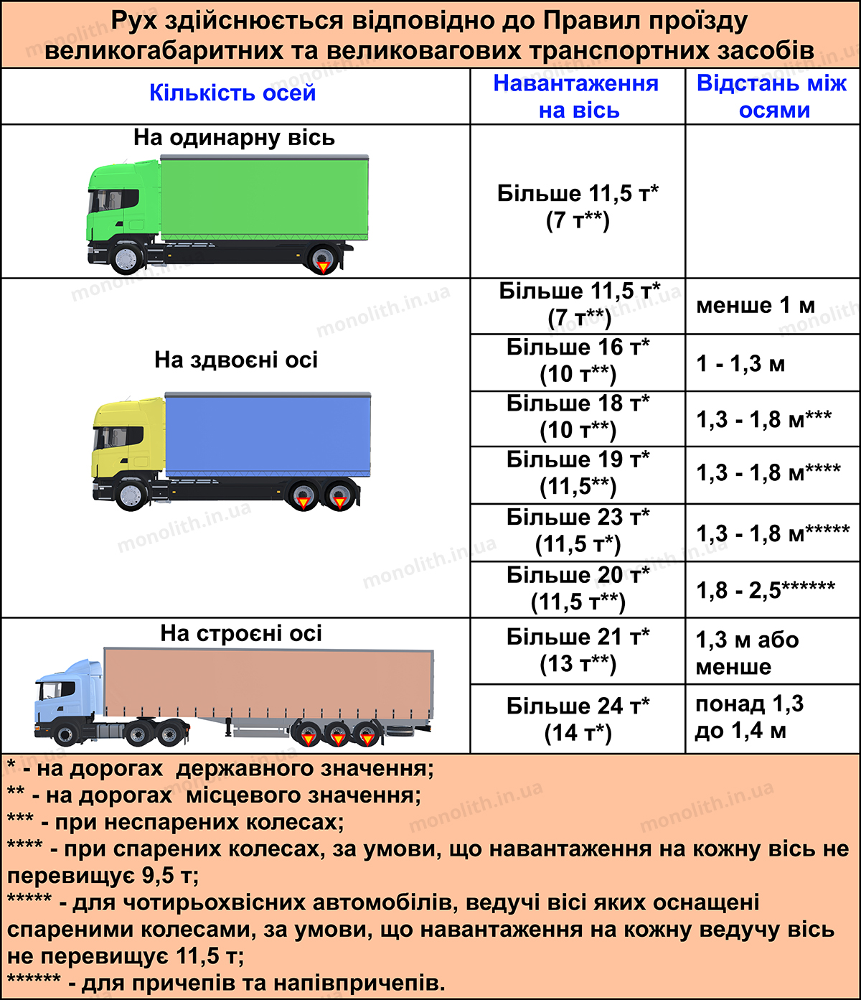 Рух здійснюється відповідно до Правил проїзду
великогабаритних та великовагових транспортних засобів
Кількість осей
Навантаження
на вісь
Відстань між
осями
На одинарну вісь
Більше 11,5 т*
(7 т**)
На здвоєні осі
Більше 11,5 т*
(7 т**)
менше 1 м
Більше 16 т*
(10 т**)
1 - 1,3 м
Більше 18 т*
(10 т**)
1,3 - 1,8 м***
Більше 19 т*
(11,5**)
1,3 - 1,8 м****
Більше 23 т*
(11,5 т*)
1,3 - 1,8 м*****
Більше 20 т*
(11,5 т**)
1,8 - 2,5******
На строєні осі
Більше 21 т*
(13 т**)
1,3 м або
менше
Більше 24 т*
(14 т*)
понад 1,3
до 1,4 м
* - на дорогах державного значення;
** - на дорогах місцевого значення;
*** - при неспарених колесах;
**** - при спарених колесах, за умови, що навантаження на кожну вісь не
перевищує 9,5 т;
***** - для чотирьохвісних автомобілів, ведучі вісі яких оснащені
спареними колесами, за умови, що навантаження на кожну ведучу вісь
не перевищує 11,5 т;
****** - для причепів та напівпричепів.
monolith.in.ua